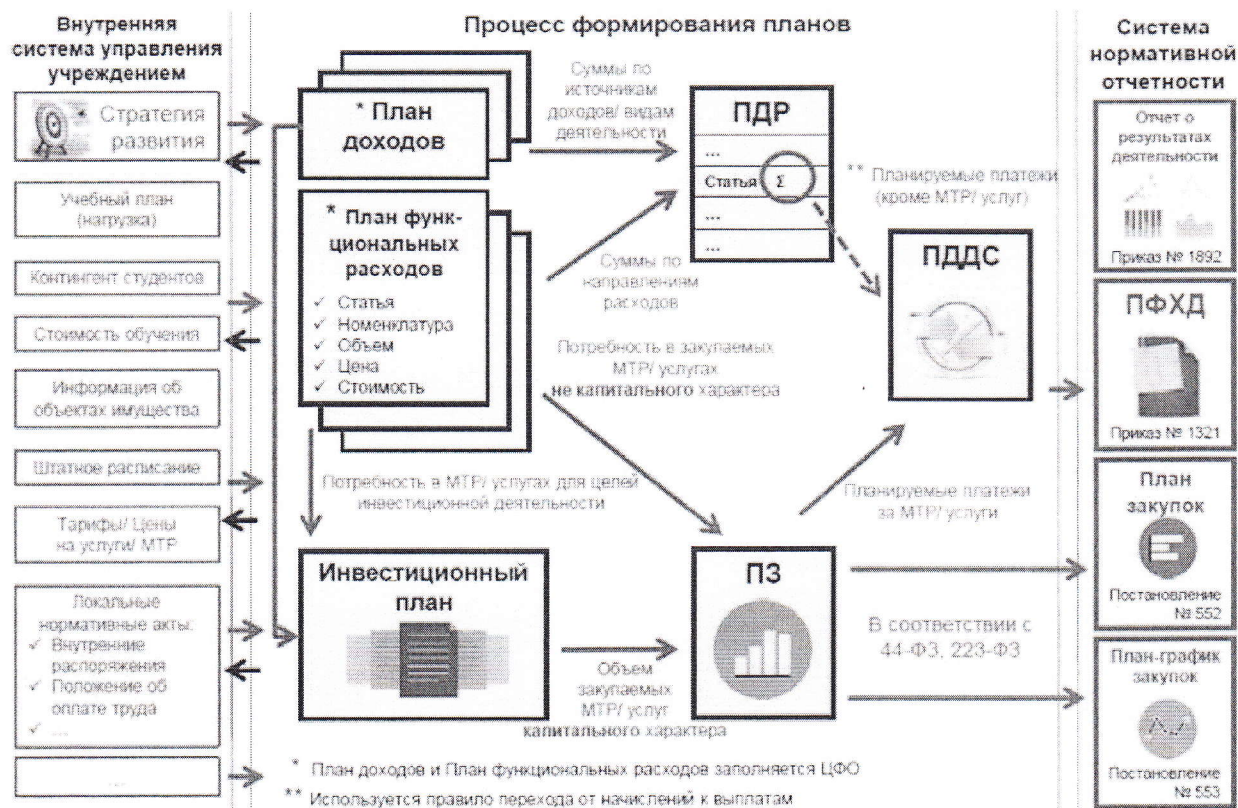 Внутренняя
система управления
учреждением
Стратегия
развития
Учебный план
(нагрузка)
Контингент студентов
Стоимость обучения
Информация об
объектах имущества
Штатное расписание
Тарифы/ Цены
на услуги/ МТР
Локальные
нормативные акты:
✓ Внутренние
распоряжения
✓ Положение об
оплате труда
✓ ...
...
Процесс формирования планов
* План
доходов
Суммы по
источникам
доходов/ видам
деятельности
* План функ-
циональных
расходов
✓ Статья
✓ Номенклатура
✓ Объем
✓ Цена
✓ Стоимость
Суммы по
направлениям
расходов
ПДР
...
Статья Σ
...
...
** Планируемые платежи
(кроме МТР/ услуг)
ПДДС
Потребность в закупаемых
МТР/ услугах
не капитального характера
Потребность в МТР/ услугах для целей
инвестиционной деятельности
Планируемые платежи
за МТР/ услуги
Инвестиционный
план
Объем
закупаемых
МТР/ услуг
капитального характера
ПЗ
В соответствии с
44-ФЗ, 223-ФЗ
* План доходов и План функциональных расходов заполняется ЦФО
** Используется правило перехода от начислений к выплатам
Система
нормативной
отчетности
Отчет о
результатах
деятельности
Приказ № 1892
ПФХД
Приказ № 1321
План
закупок
Постановление
№ 552
План-график
закупок
Постановление
№ 553